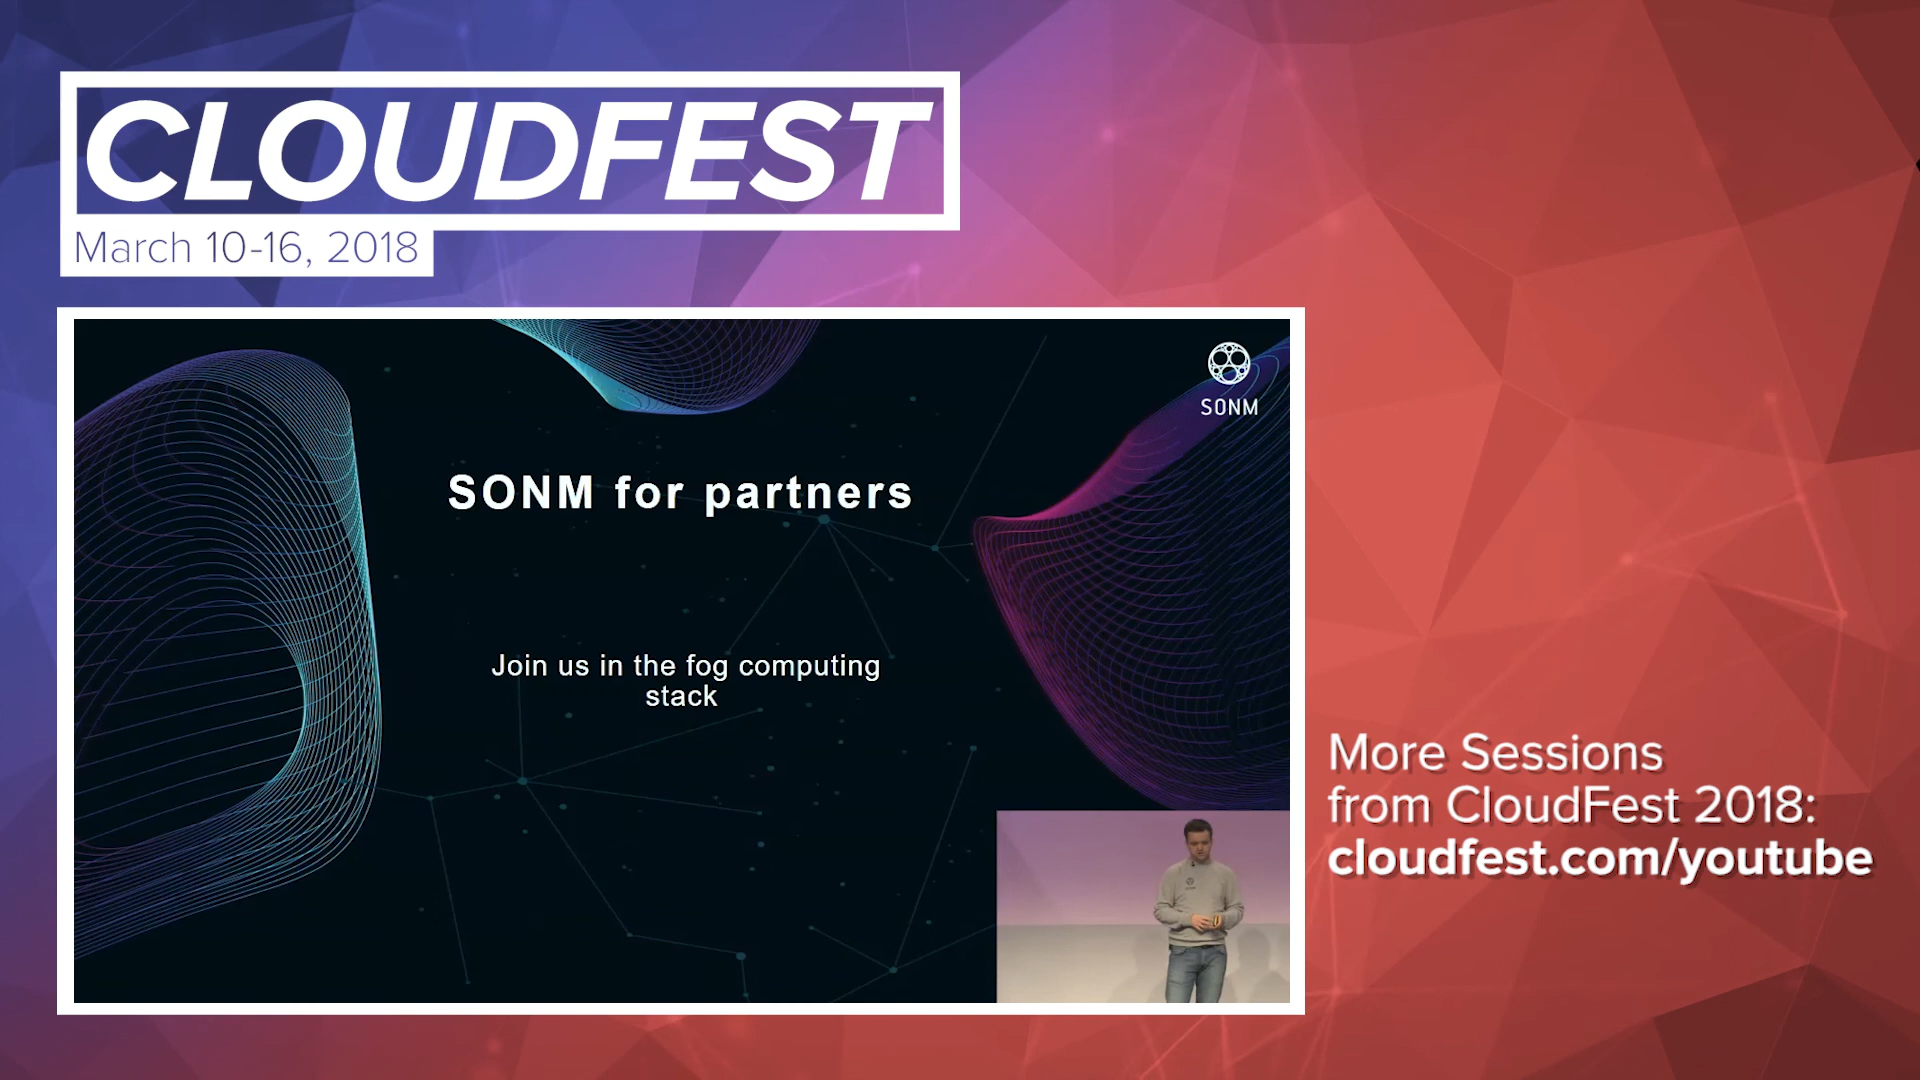 CLOUDFEST
March 10-16, 2018
SONM
SONM for partners
Join us in the fog computing
stack
More Sessions
from CloudFest 2018:
cloudfest.com/youtube